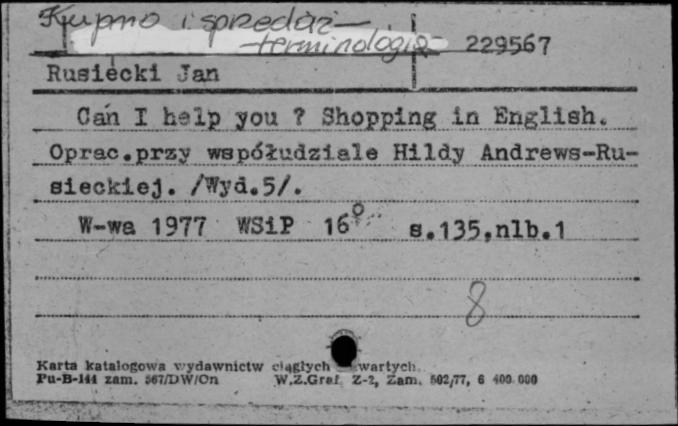 Kupno i sprzedaż –
– terminologia – 229567
Rusiecki Jan
Can I help you ? Shopping in English.
Oprac.przy współudziale Hildy Andrews-Ru-
sieckiej. /Wyd.5/.
W-wa 1977 WSiP 16° s.135,nlb.1
8
Karta katalogowa wydawnictw ciągłych wartych.
Pu-B-144 zam. 567/DW/On W.Z.Graf. Z-2, Zam. 502/77, 6 400 000